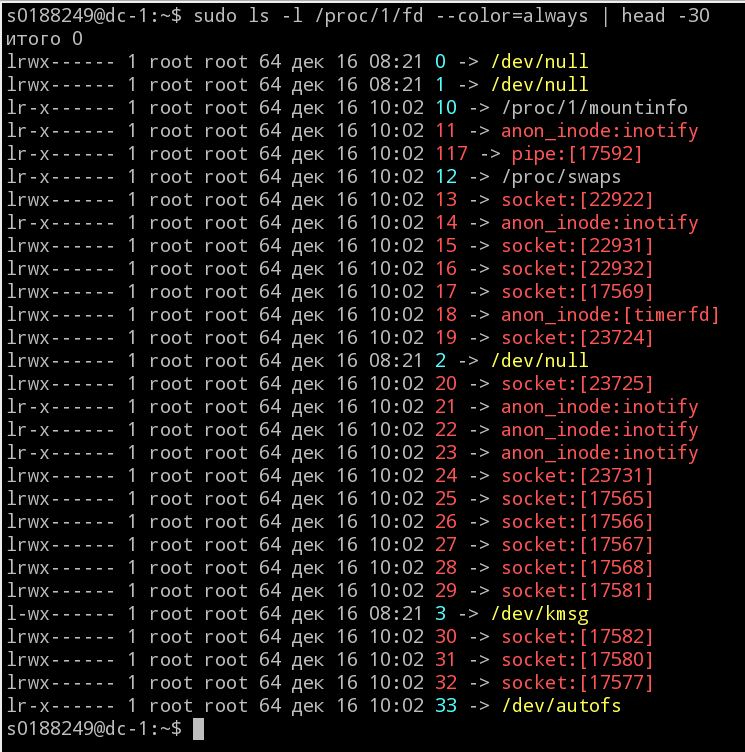 s0188249@dc-1:~$ sudo ls -l /proc/1/fd --color=always | head -30
итого 0
lrwx------ 1 root root 64 дек 16 08:21 0 -> /dev/null
lrwx------ 1 root root 64 дек 16 08:21 1 -> /dev/null
lr-x------ 1 root root 64 дек 16 10:02 10 -> /proc/1/mountinfo
lr-x------ 1 root root 64 дек 16 10:02 11 -> anon_inode:inotify
lr-x------ 1 root root 64 дек 16 10:02 117 -> pipe:[17592]
lr-x------ 1 root root 64 дек 16 10:02 12 -> /proc/swaps
lrwx------ 1 root root 64 дек 16 10:02 13 -> socket:[22922]
lr-x------ 1 root root 64 дек 16 10:02 14 -> anon_inode:inotify
lrwx------ 1 root root 64 дек 16 10:02 15 -> socket:[22931]
lrwx------ 1 root root 64 дек 16 10:02 16 -> socket:[22932]
lrwx------ 1 root root 64 дек 16 10:02 17 -> socket:[17569]
lrwx------ 1 root root 64 дек 16 10:02 18 -> anon_inode:[timerfd]
lrwx------ 1 root root 64 дек 16 10:02 19 -> socket:[23724]
lrwx------ 1 root root 64 дек 16 08:21 2 -> /dev/null
lrwx------ 1 root root 64 дек 16 10:02 20 -> socket:[23725]
lr-x------ 1 root root 64 дек 16 10:02 21 -> anon_inode:inotify
lr-x------ 1 root root 64 дек 16 10:02 22 -> anon_inode:inotify
lr-x------ 1 root root 64 дек 16 10:02 23 -> anon_inode:inotify
lrwx------ 1 root root 64 дек 16 10:02 24 -> socket:[23731]
lrwx------ 1 root root 64 дек 16 10:02 25 -> socket:[17565]
lrwx------ 1 root root 64 дек 16 10:02 26 -> socket:[17566]
lrwx------ 1 root root 64 дек 16 10:02 27 -> socket:[17567]
lrwx------ 1 root root 64 дек 16 10:02 28 -> socket:[17568]
lrwx------ 1 root root 64 дек 16 10:02 29 -> socket:[17581]
l-wx------ 1 root root 64 дек 16 08:21 3 -> /dev/kmsg
lrwx------ 1 root root 64 дек 16 10:02 30 -> socket:[17582]
lrwx------ 1 root root 64 дек 16 10:02 31 -> socket:[17580]
lrwx------ 1 root root 64 дек 16 10:02 32 -> socket:[17577]
lr-x------ 1 root root 64 дек 16 10:02 33 -> /dev/autofs
s0188249@dc-1:~$